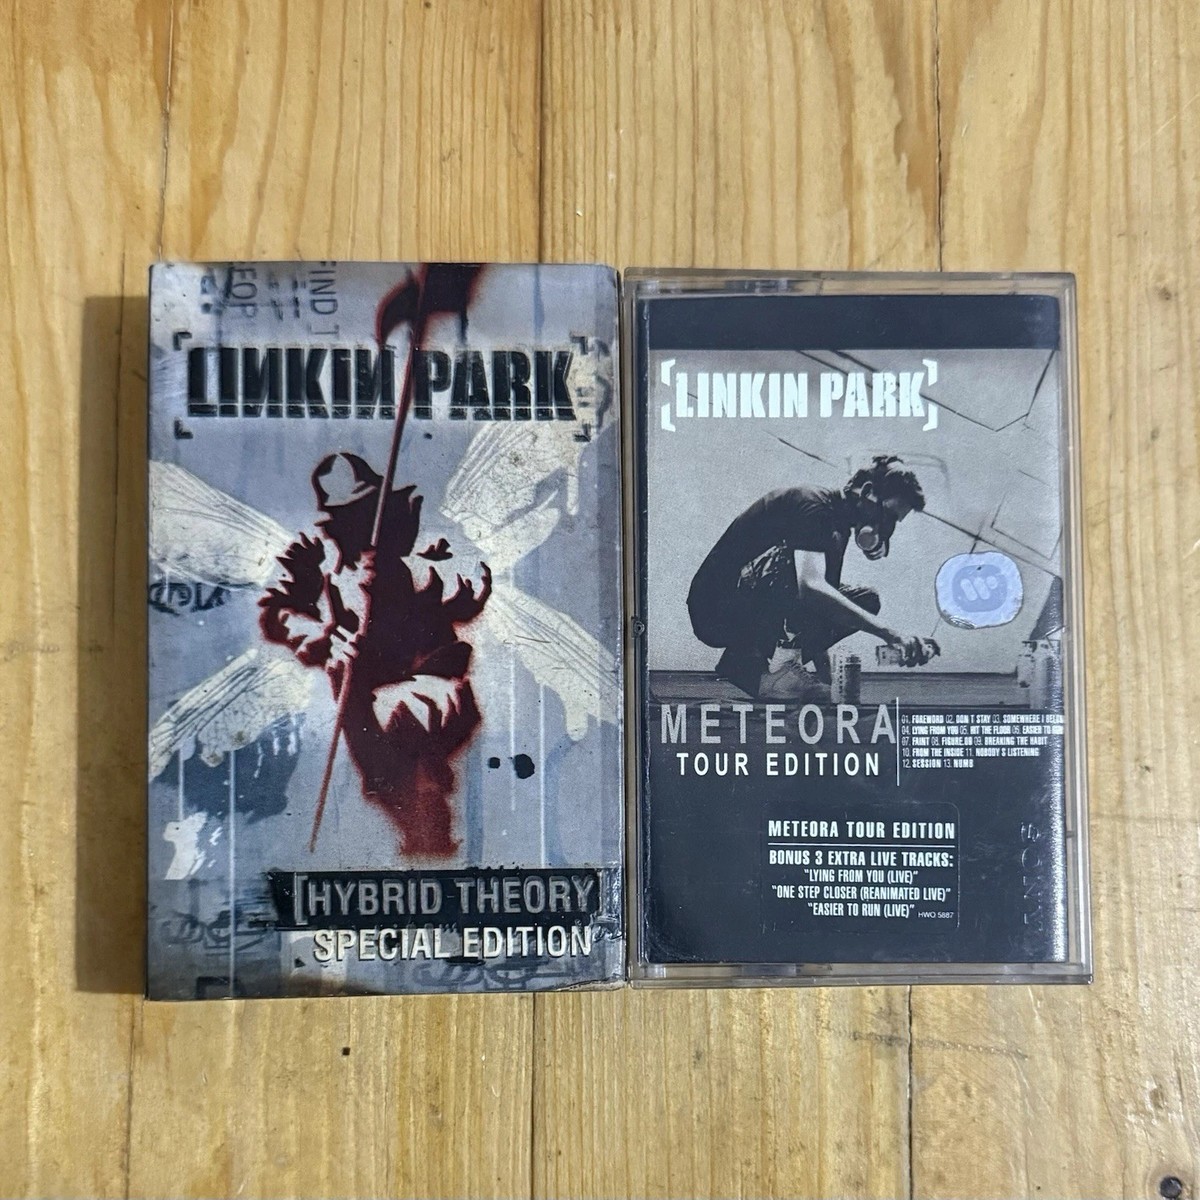 FIND T
LINKIN PARK
[HYBRID THEORY]
SPECIAL EDITION
[LINKIN PARK]
METEORA
TOUR EDITION
01. FOREWORD 02. DON'T STAY 03. SOMEWHERE I BELON
04. LYING FROM YOU 05. HIT THE FLOOR 06. EASIER TO RUN
07. FAINT 08. FIGURE.09 09. BREAKING THE HABIT
10. FROM THE INSIDE 11. NOBODY'S LISTENING
12. SESSION 13. NUMB
METEORA TOUR EDITION
BONUS 3 EXTRA LIVE TRACKS:
"LYING FROM YOU (LIVE)"
"ONE STEP CLOSER (REANIMATED LIVE)"
"EASIER TO RUN (LIVE)" HWO 5887